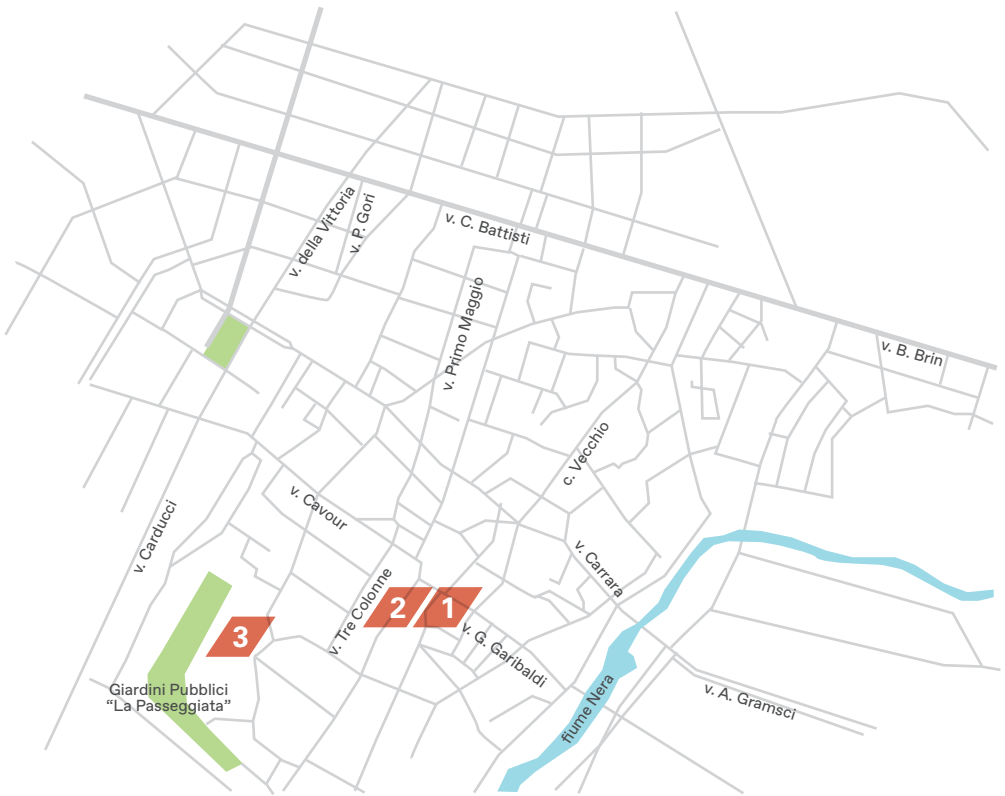 v. della Vittoria
v. P. Gori
v. C. Battisti
v. Primo Maggio
v. B. Brin
c. Vecchio
v. Cavour
v. Carducci
v. Carrara
v. Tre Colonne
2
1
3
v. G. Garibaldi
Giardini Pubblici
“La Passeggiata”
fiume Nera
v. A. Gramsci